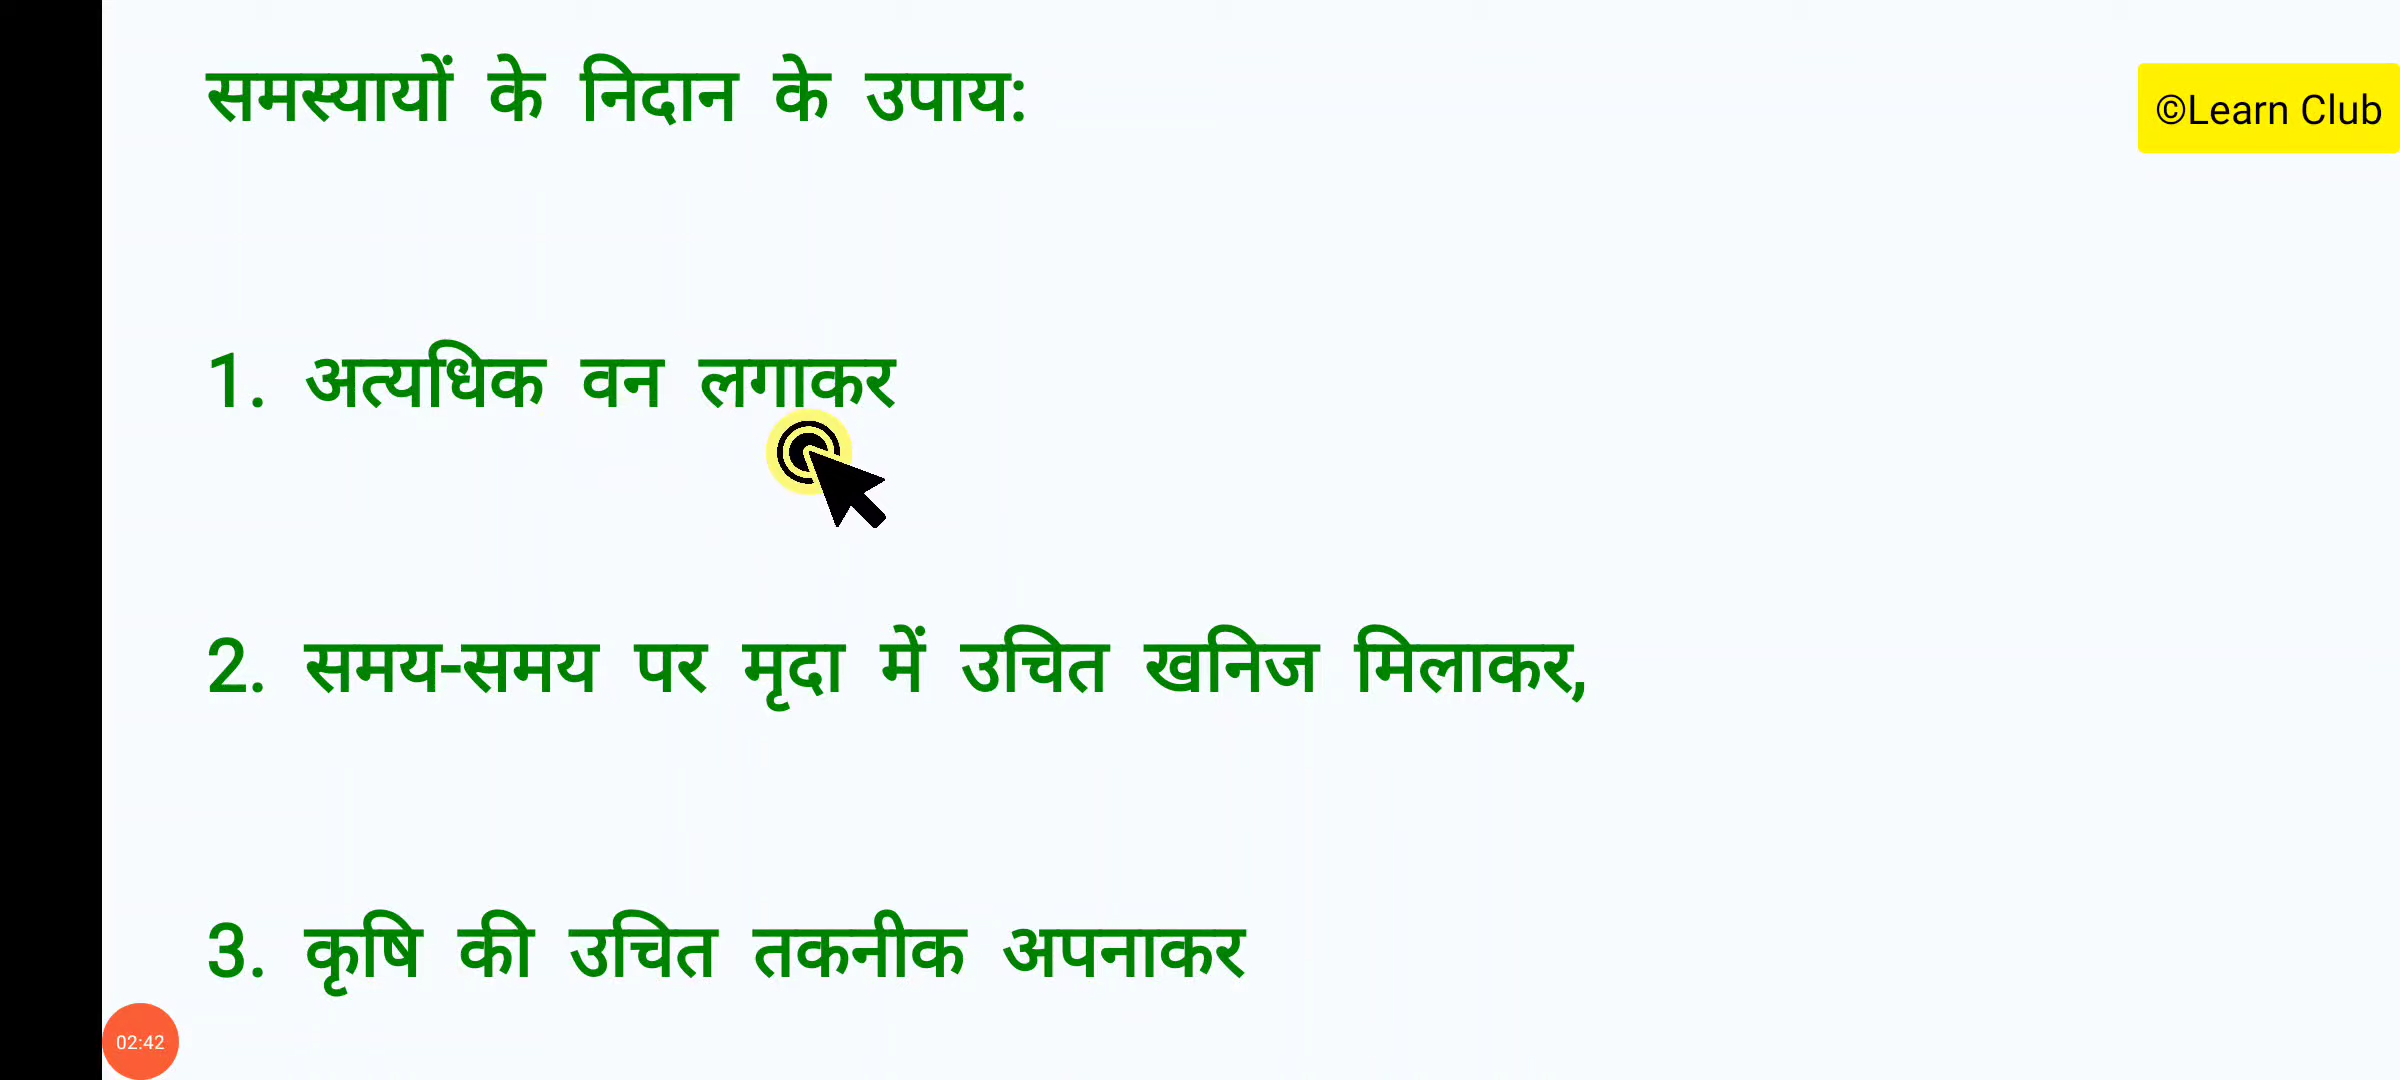 समस्यायों के निदान के उपाय:
©Learn Club
1. अत्यधिक वन लगाकर
2. समय-समय पर मृदा में उचित खनिज मिलाकर,
3. कृषि की उचित तकनीक अपनाकर
02:42